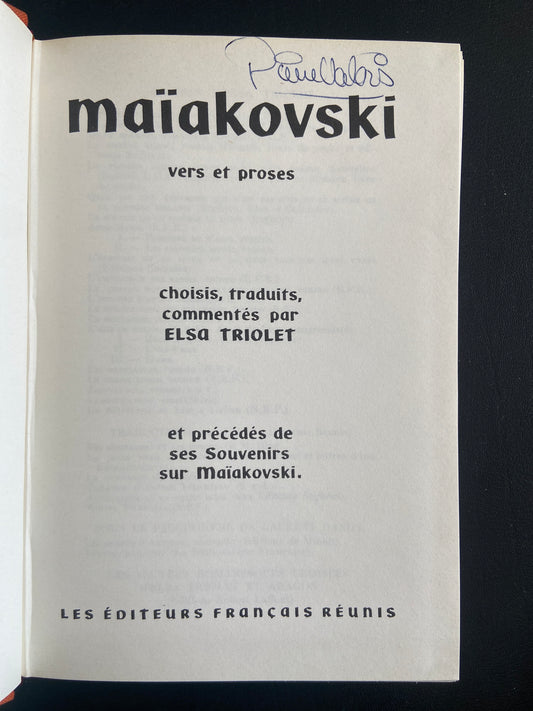 maïakovski
vers et proses
choisis, traduits,
commentés par
ELSA TRIOLET
et précédés de
ses Souvenirs
sur Maïakovski.
LES ÉDITEURS FRANÇAIS RÉUNIS